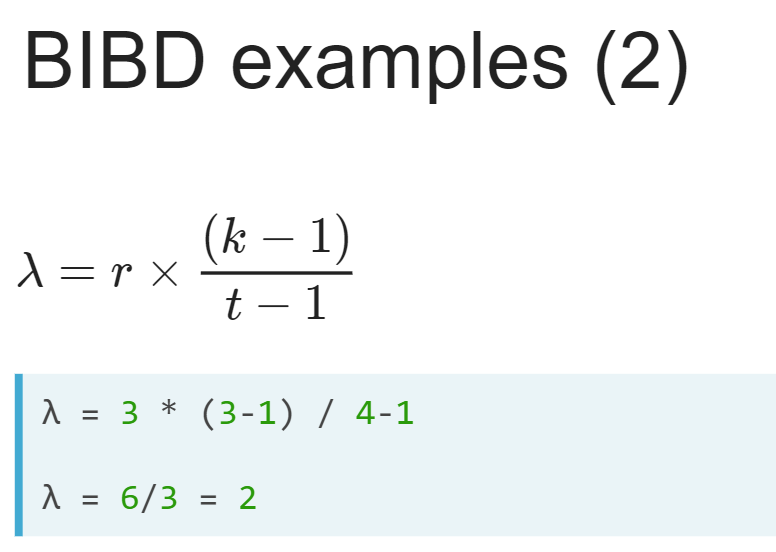 BIBD examples (2)
λ = r × (k − 1) / t − 1
λ = 3 * (3-1) / 4-1
λ = 6/3 = 2